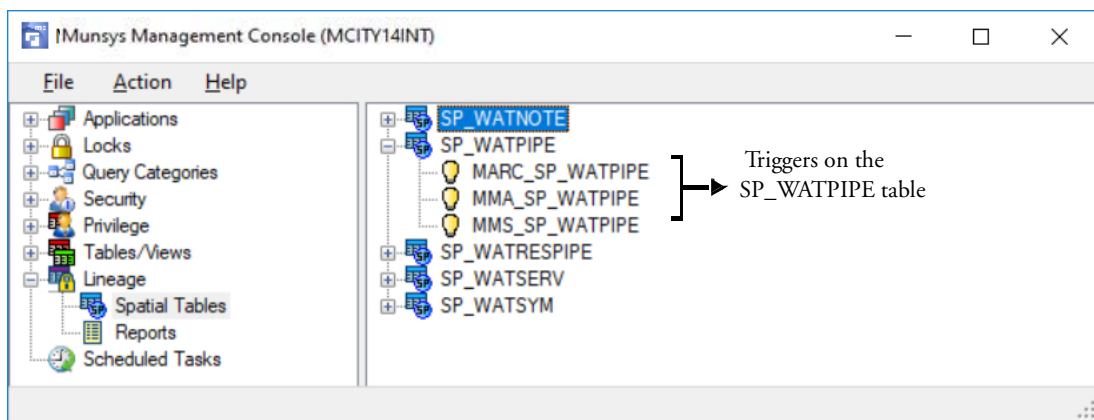 Munsys Management Console (MCITY14INT)
File Action Help
Applications
Locks
Query Categories
Security
Privilege
Tables/Views
Lineage
Spatial Tables
Reports
Scheduled Tasks
SP_WATNOTE
SP_WATPIPE
MARC_SP_WATPIPE
MMA_SP_WATPIPE
MMS_SP_WATPIPE
SP_WATRESPIPE
SP_WATSERV
SP_WATSYM
Triggers on the
SP_WATPIPE table